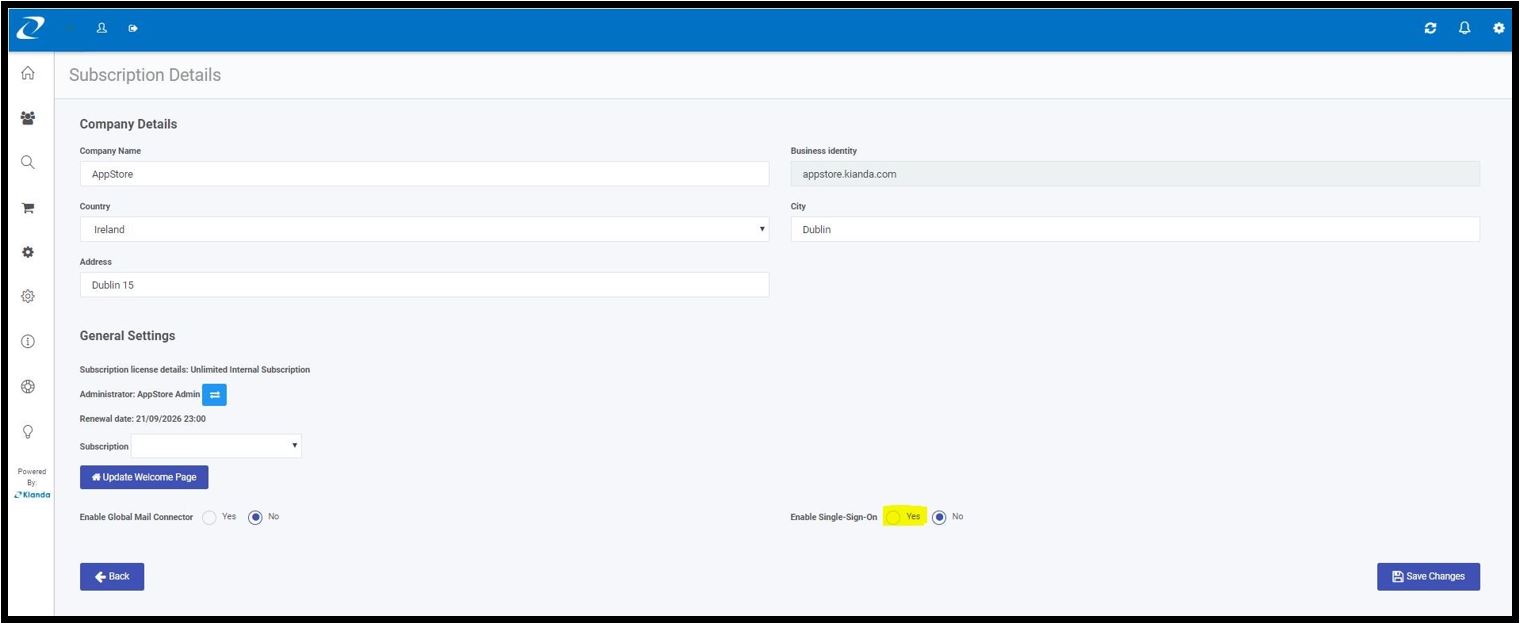 Subscription Details
Company Details
Company Name
Business identity
AppStore
appstore.kianda.com
Country
City
Ireland
Dublin
Address
Dublin 15
General Settings
Subscription license details: Unlimited Internal Subscription
Administrator: AppStore Admin
Renewal date: 21/09/2026 23:00
Subscription
Update Welcome Page
Powered
By:
Kianda
Enable Global Mail Connector Yes No
Enable Single-Sign-On Yes No
Back
Save Changes